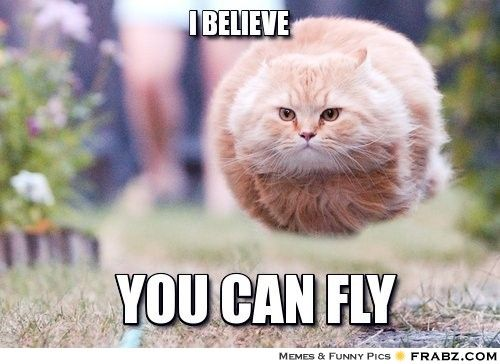 I BELIEVE
YOU CAN FLY
MEMES & FUNNY PICS FRABZ.COM